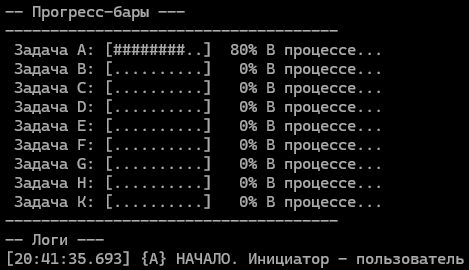 -- Прогресс-бары ---
-------------------------------------
Задача A: [########..]  80% В процессе...
Задача B: [..........]   0% В процессе...
Задача C: [..........]   0% В процессе...
Задача D: [..........]   0% В процессе...
Задача E: [..........]   0% В процессе...
Задача F: [..........]   0% В процессе...
Задача G: [..........]   0% В процессе...
Задача H: [..........]   0% В процессе...
Задача K: [..........]   0% В процессе...
-------------------------------------
-- Логи ---
[20:41:35.693] {A} НАЧАЛО. Инициатор - пользователь